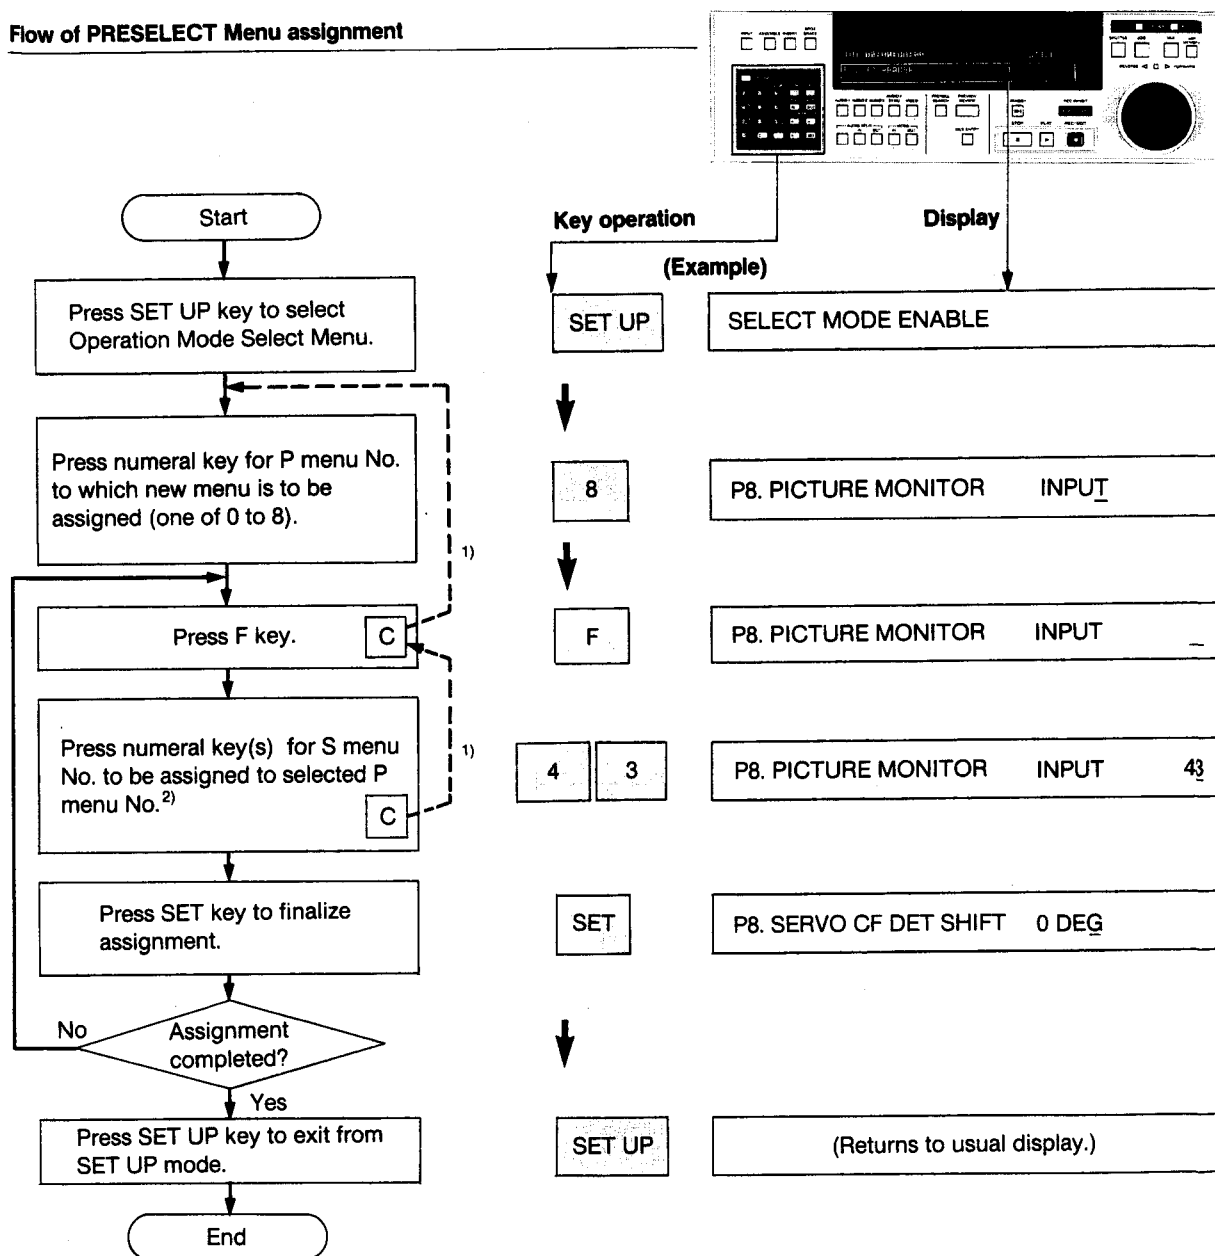 Flow of PRESELECT Menu assignment
Start
Key operation
Display
(Example)
Press SET UP key to select
Operation Mode Select Menu.
SET UP
SELECT MODE ENABLE
Press numeral key for P menu No.
to which new menu is to be
assigned (one of 0 to 8).
8
P8. PICTURE MONITOR INPUT
1)
Press F key.
C
F
P8. PICTURE MONITOR INPUT _
Press numeral key(s) for S menu
No. to be assigned to selected P
menu No.2)
C
1)
4 3
P8. PICTURE MONITOR INPUT 43
Press SET key to finalize
assignment.
SET
P8. SERVO CF DET SHIFT 0 DEG
No
Assignment
completed?
Yes
Press SET UP key to exit from
SET UP mode.
SET UP
(Returns to usual display.)
End